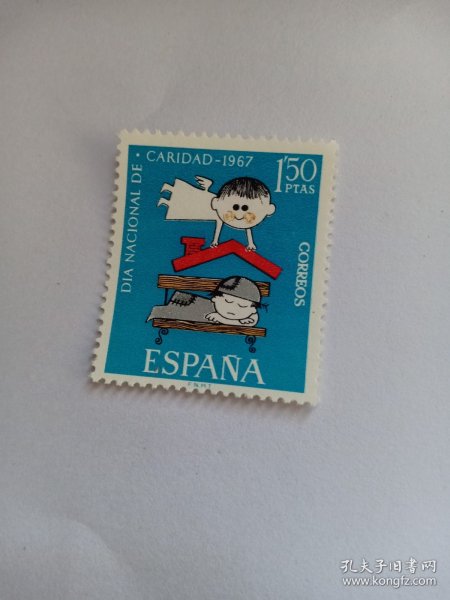 DIA NACIONAL DE • CARIDAD-1967
1'50
PTAS
CORREOS
ESPAÑA
F.N.M.T.
孔夫子旧书网
www.kongfz.com